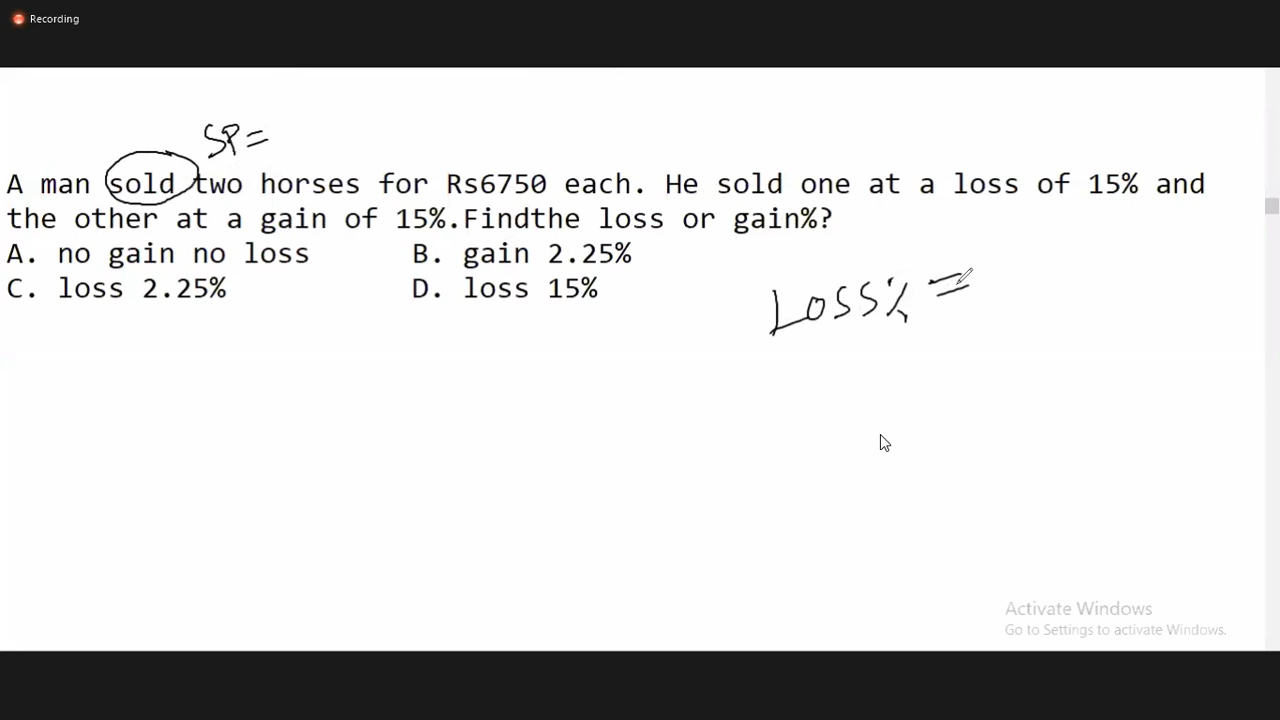 Recording
SP=
A man sold two horses for Rs6750 each. He sold one at a loss of 15% and
the other at a gain of 15%.Findthe loss or gain%?
A. no gain no loss B. gain 2.25%
C. loss 2.25% D. loss 15%
Loss% =
Activate Windows
Go to Settings to activate Windows.